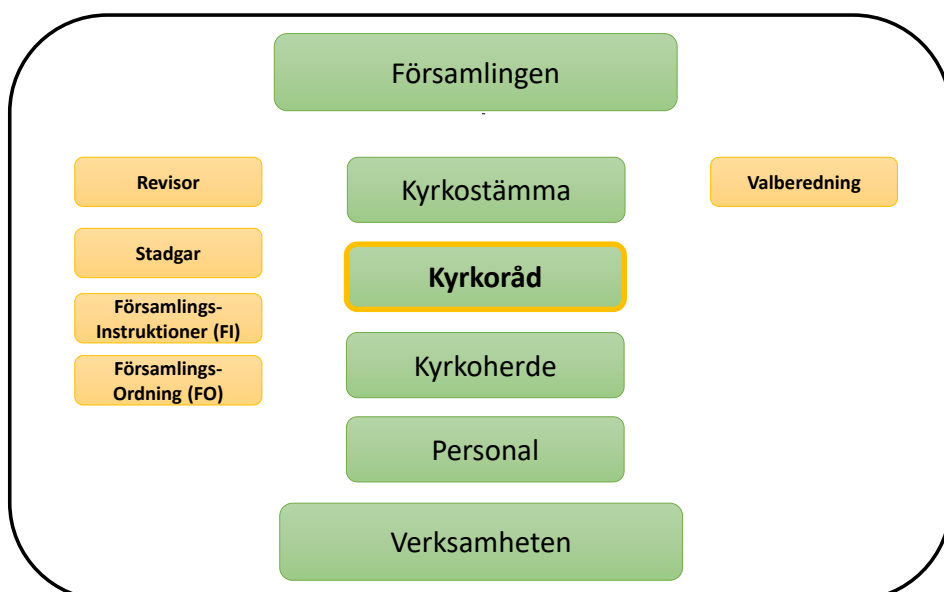 Församlingen
Revisor
Kyrkostämma
Valberedning
Stadgar
Kyrkoråd
Församlings-
Instruktioner (FI)
Kyrkoherde
Församlings-
Ordning (FO)
Personal
Verksamheten